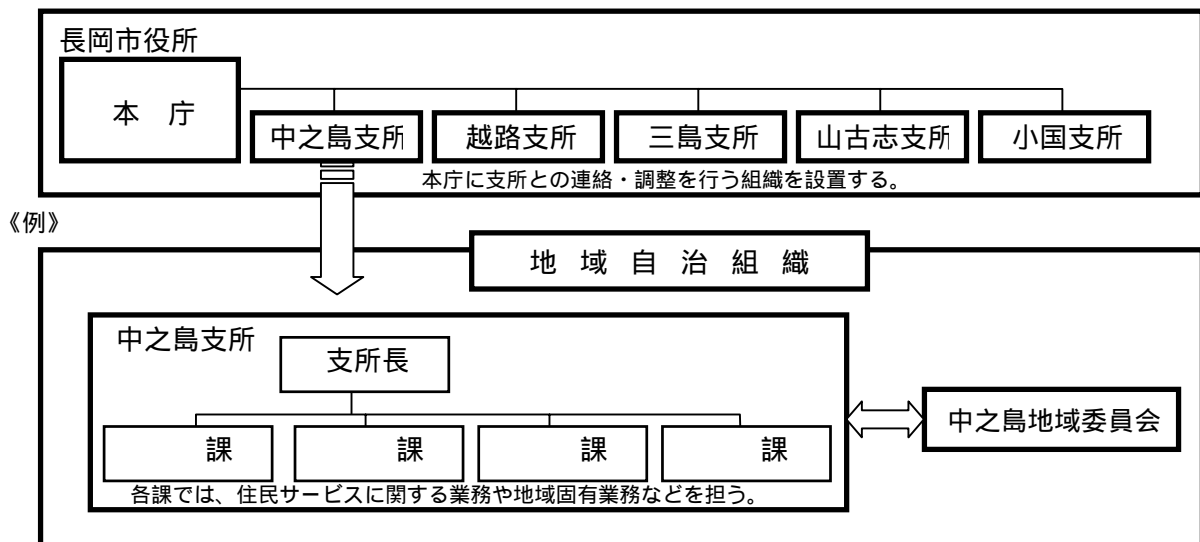 長岡市役所
本 庁
中之島支所
越路支所
三島支所
山古志支所
小国支所
本庁に支所との連絡・調整を行う組織を設置する。
《例》
地 域 自 治 組 織
中之島支所
支所長
課
課
課
課
各課では、住民サービスに関する業務や地域固有業務などを担う。
中之島地域委員会